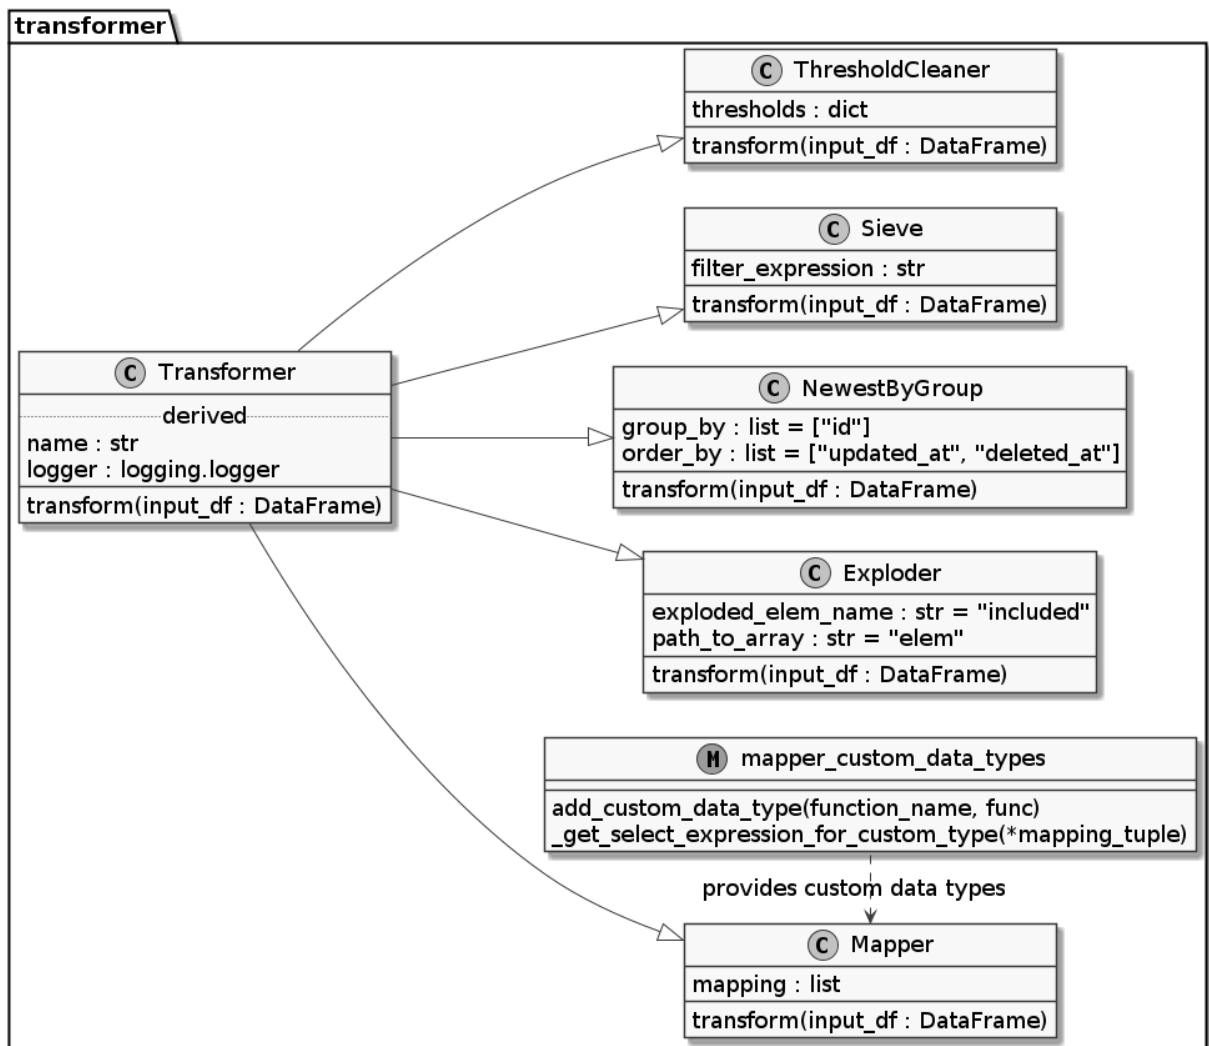 transformer
C ThresholdCleaner
thresholds : dict
transform(input_df : DataFrame)
C Sieve
filter_expression : str
transform(input_df : DataFrame)
C Transformer
derived
name : str
logger : logging.logger
transform(input_df : DataFrame)
C NewestByGroup
group_by : list = ["id"]
order_by : list = ["updated_at", "deleted_at"]
transform(input_df : DataFrame)
C Exploder
exploded_elem_name : str = "included"
path_to_array : str = "elem"
transform(input_df : DataFrame)
M mapper_custom_data_types
add_custom_data_type(function_name, func)
_get_select_expression_for_custom_type(*mapping_tuple)
provides custom data types
C Mapper
mapping : list
transform(input_df : DataFrame)